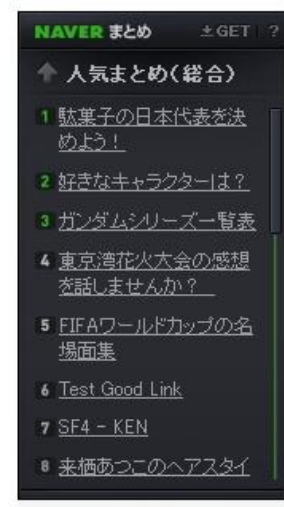 NAVER まとめ GET ?
人気まとめ(総合)
1 駄菓子の日本代表を決
めよう!
2 好きなキャラクターは?
3 ガンダムシリーズ一覧表
4 東京湾花火大会の感想
を話しませんか?
5 FIFAワールドカップの名
場面集
6 Test Good Link
7 SF4 - KEN
8 来栖あつこのヘアスタイ